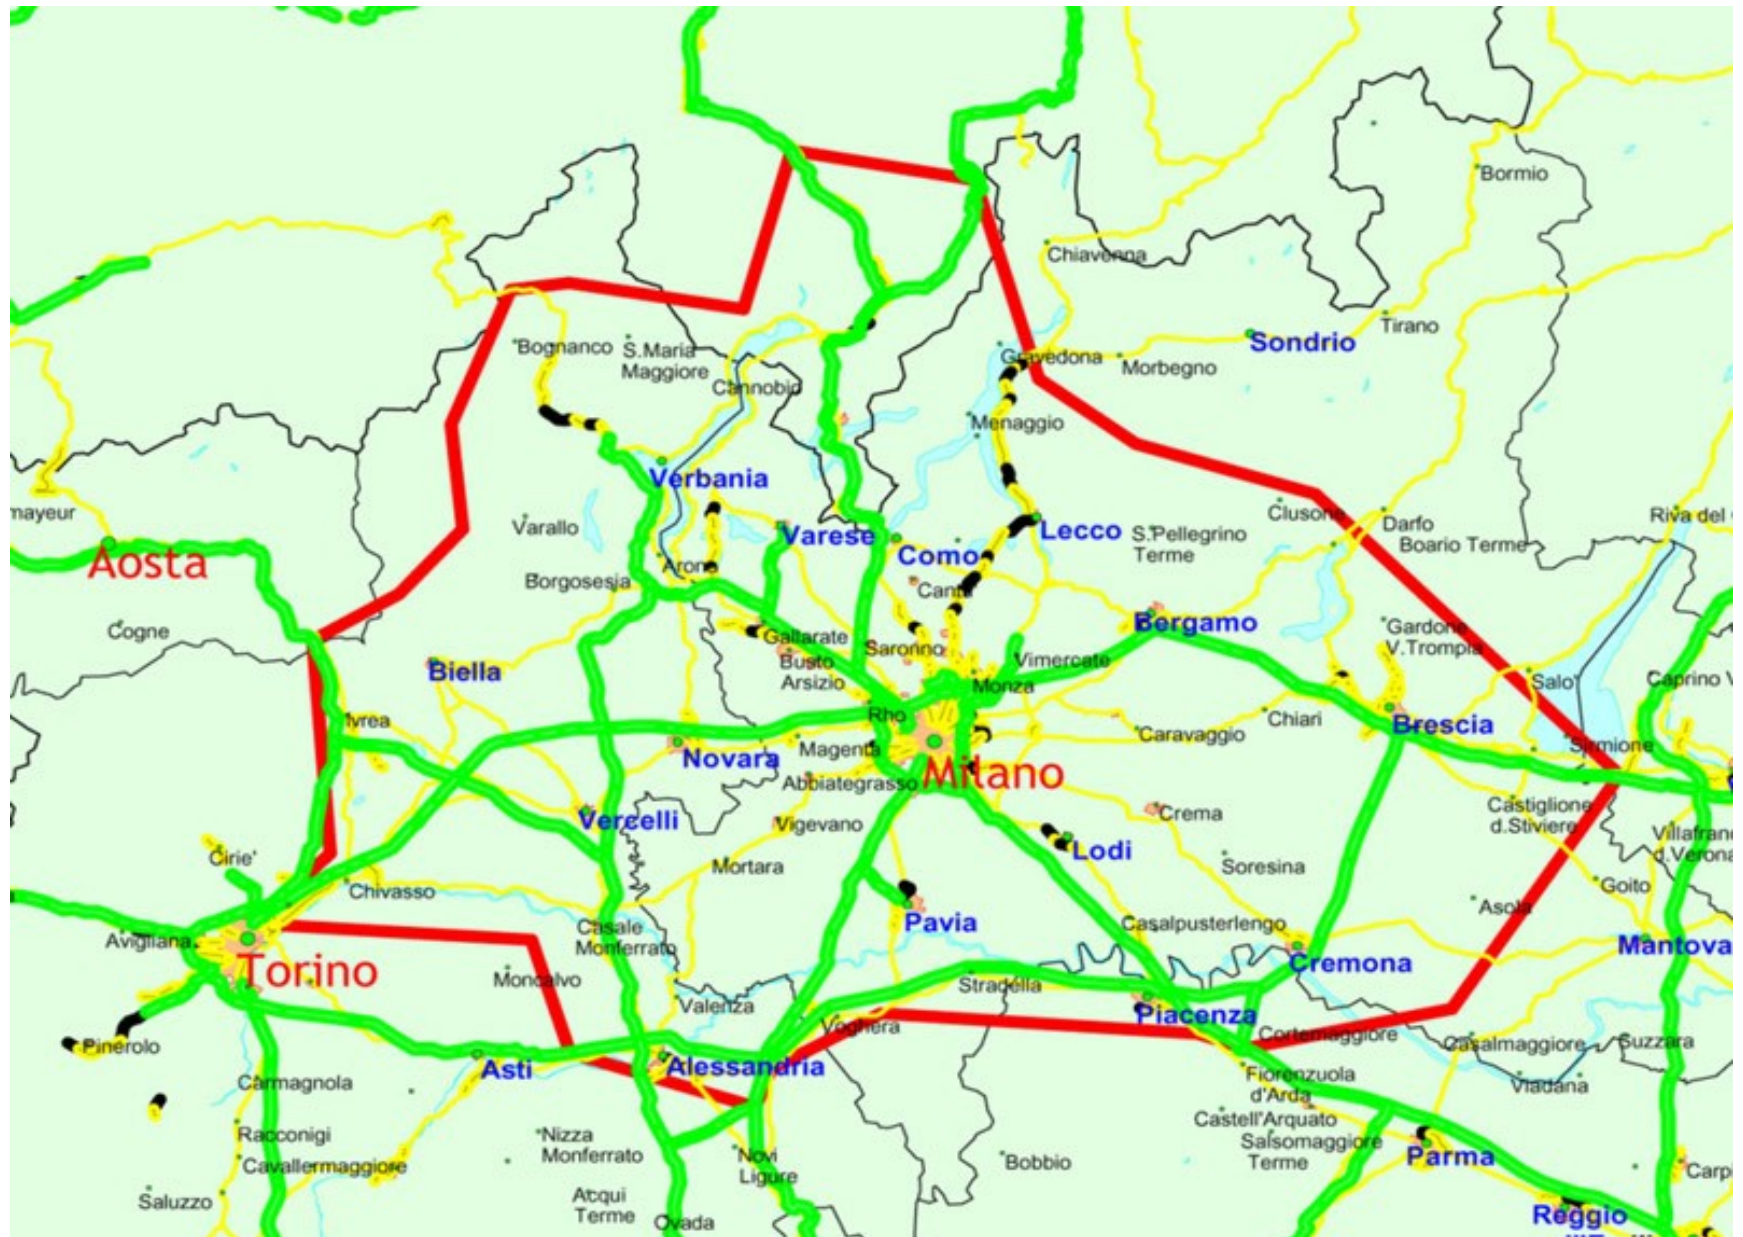 Bormio
Chiavenna
Bognanco
S.Maria
Maggiore
Cannobio
Gravedona
Morbegno
Sondrio
Tirano
Menaggio
mayeur
Aosta
Verbania
Varallo
Varese
Como
Lecco
S.Pellegrino
Terme
Clusone
Darfo
Boario Terme
Riva del
Arona
Borgosesia
Cantu'
Cogne
Gallarate
Saronno
Bergamo
Gardone
V.Trompia
Biella
Busto
Arsizio
Vimercate
Monza
Salo'
Caprino V
Ivrea
Rho
Novara
Magenta
Caravaggio
Chiari
Brescia
Sirmione
Abbiategrasso
Milano
Vercelli
Vigevano
Crema
Castiglione
d.Stiviere
Villafran
d.Verona
Cirie'
Chivasso
Mortara
Lodi
Soresina
Goito
Avigliana
Casale
Monferrato
Pavia
Casalpusterlengo
Asola
Cremona
Mantova
Torino
Moncalvo
Stradella
Valenza
Voghera
Piacenza
Cortemaggiore
Casalmaggiore
Suzzara
Pinerolo
Asti
Alessandria
Carmagnola
Fiorenzuola
d'Arda
Viadana
Racconigi
Cavallermaggiore
Nizza
Monferrato
Novi
Ligure
Bobbio
Castell'Arquato
Salsomaggiore
Terme
Parma
Carpi
Saluzzo
Acqui
Terme
Ovada
Reggio